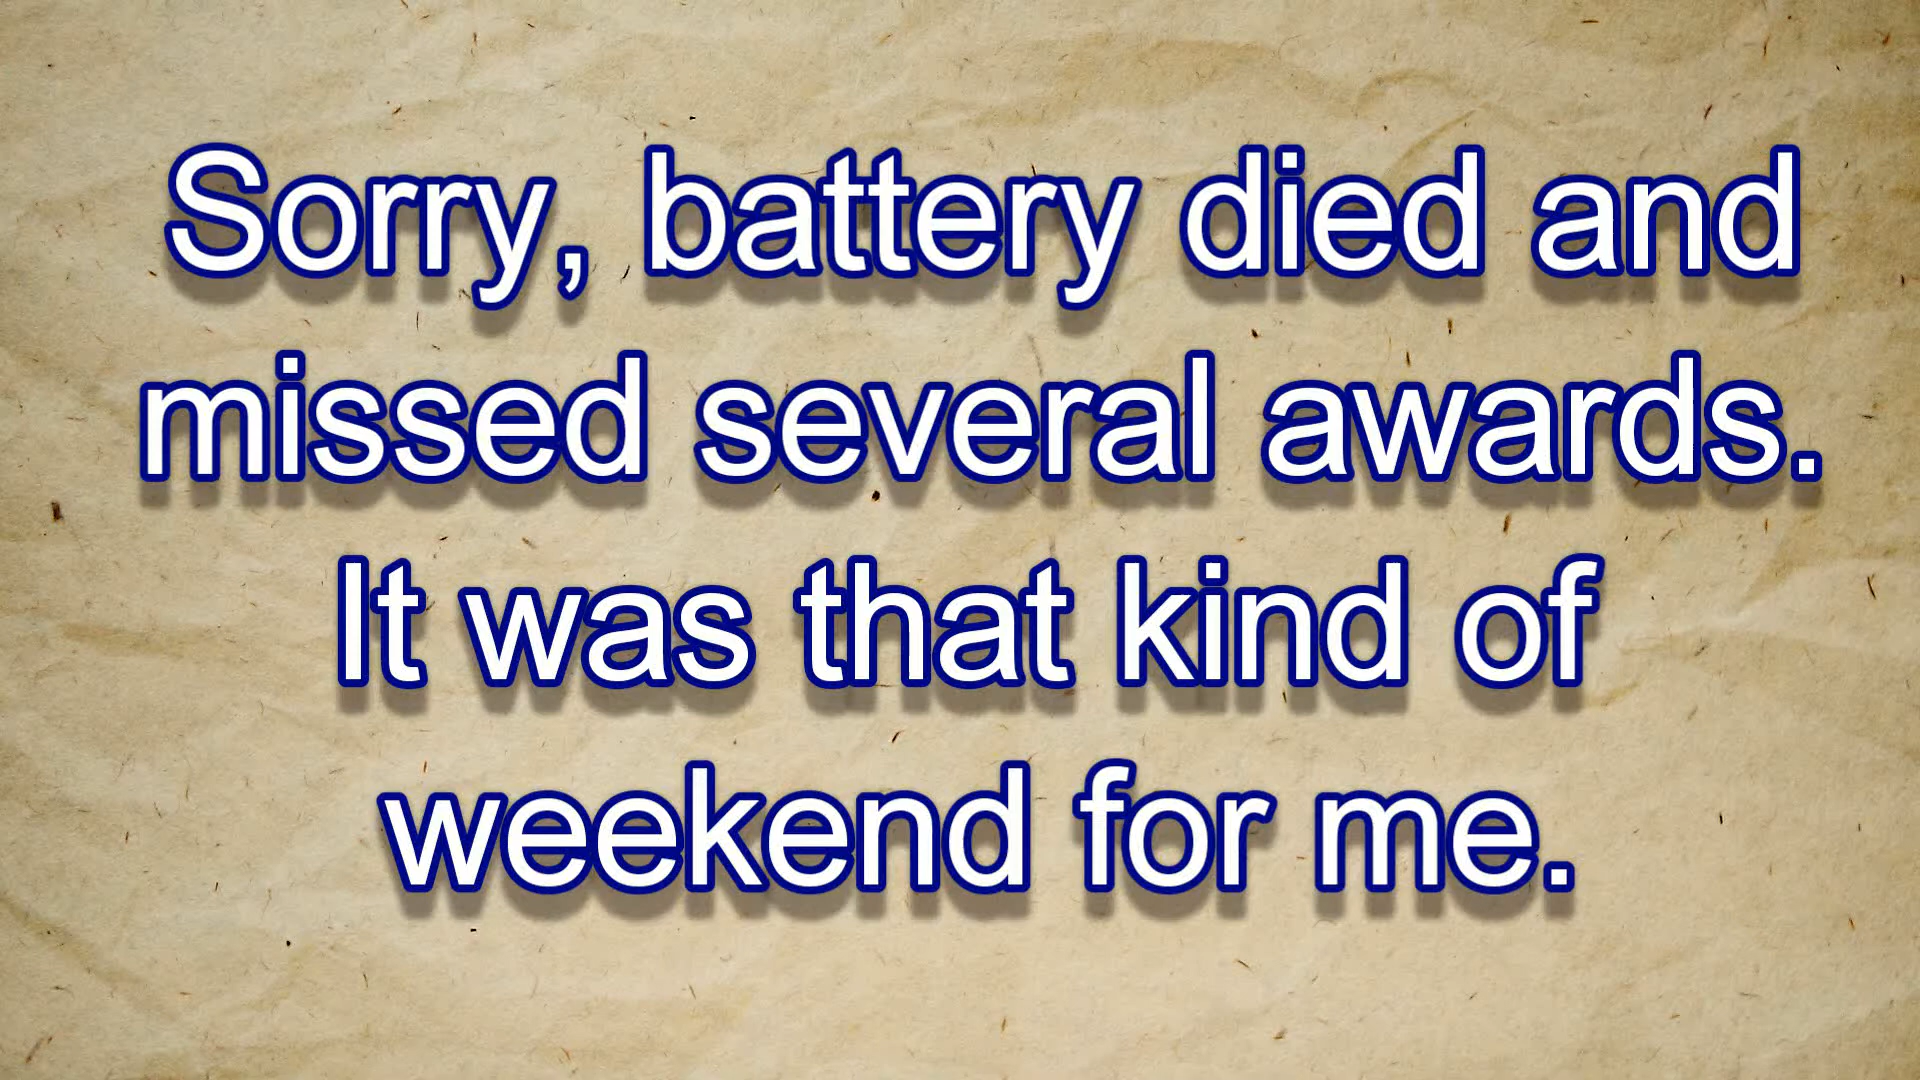 Sorry, battery died and
missed several awards.
It was that kind of
weekend for me.